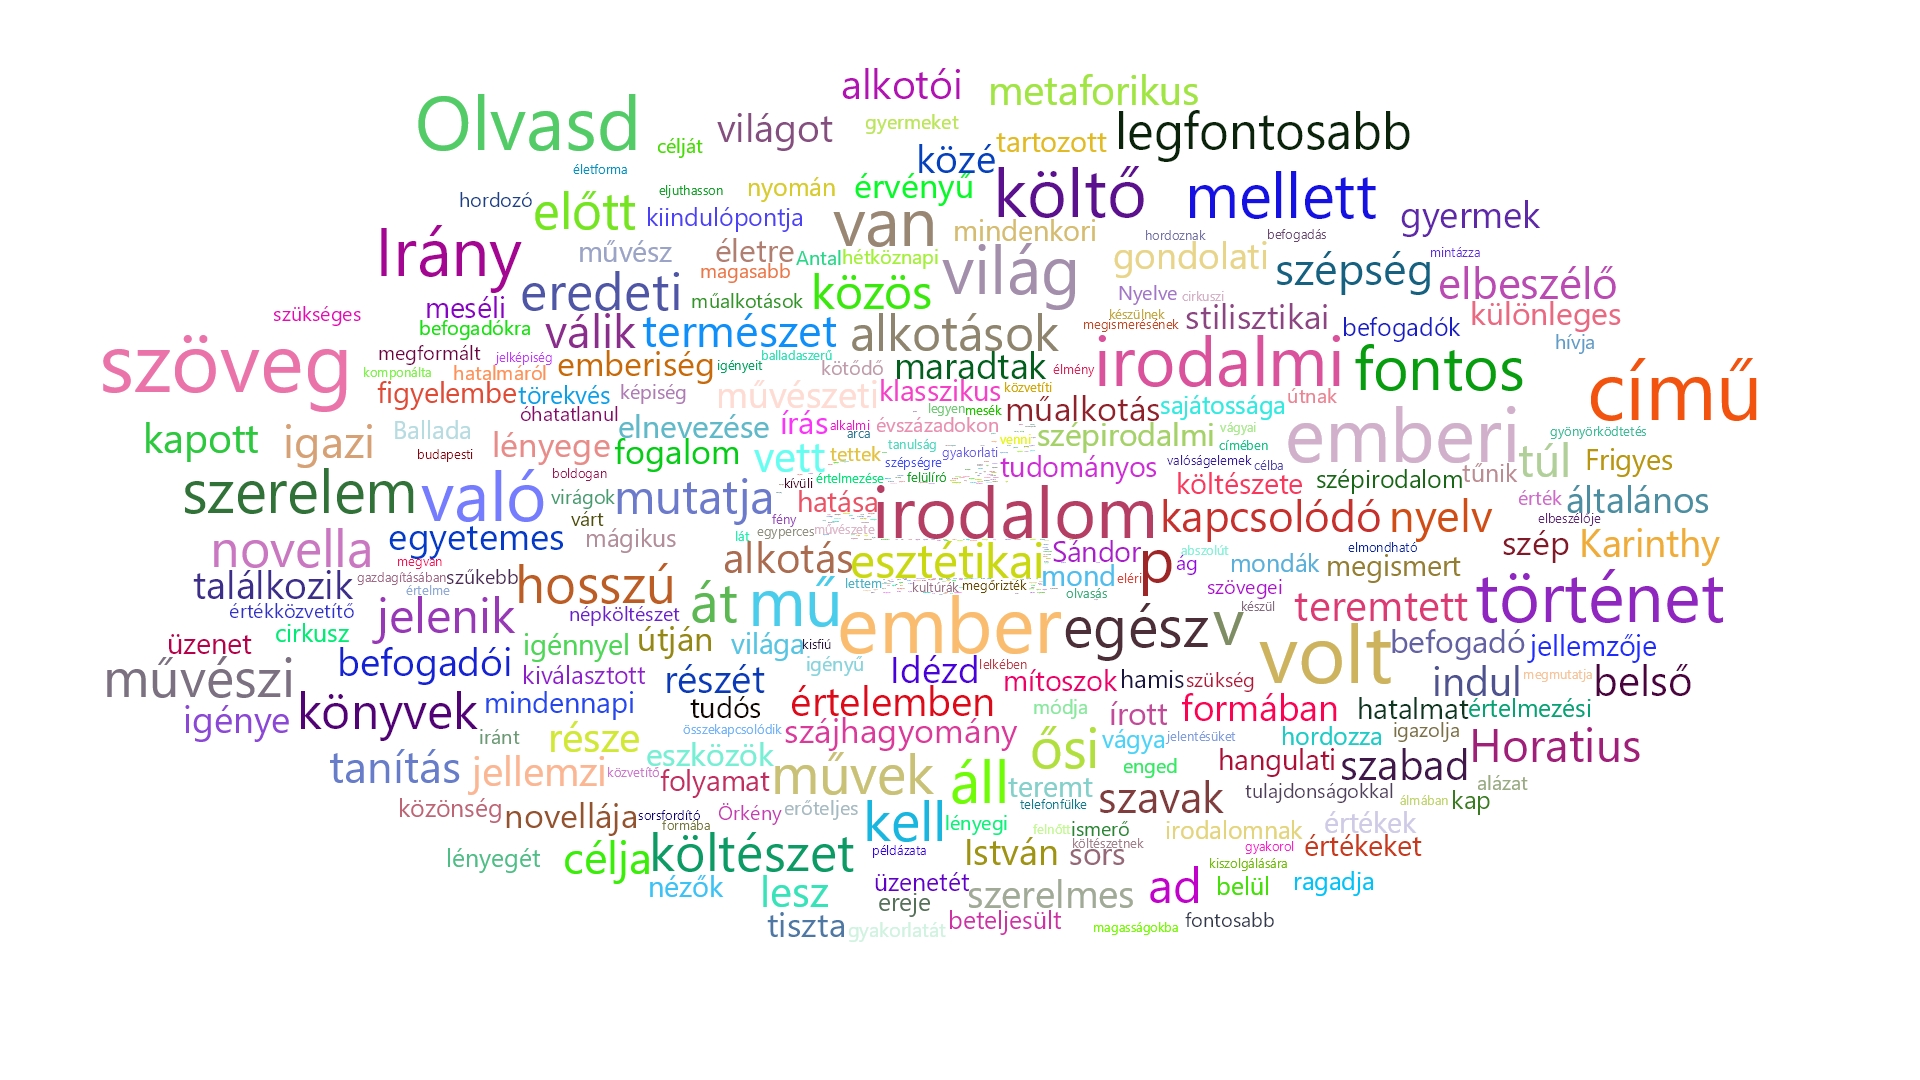 alkotói metaforikus
Olvasd világot gyermeket legfontosabb
célját tartozott
életforma közé
hordozó eljuthasson nyomán érvényű költő mellett gyermek
előtt kiindulópontja van mindenkori hordoznak befogadás
Irány művész életre Antal hétköznapi világ gondolati szépség mintázza
magasabb elbeszélő
eredeti műalkotások közös Nyelve cirkuszi
szükséges meséli befogadókra válik természet alkotások készülnek megismerésének stilisztikai befogadók különleges
szöveg megformált jelképiség emberiség igényeit balladaszerű kötődő maradtak élmény irodalmi fontos hívja
komponálta hatalmáról
figyelembe törekvés képiség művészeti klasszikus közvetíti műalkotás sajátossága útnak című
óhatatlanul elnevezése írás alkalmi legyen mesék évszázadokon szépirodalmi vágyai emberi
kapott igazi Ballada budapesti lényege fogalom vett tettek arca tanulság gyakorlati venni címében gyönyörködtetés
szerelem való boldogan mutatja kívüli értelmezése szépségre felülíró tudományos valóságelemek célba szépirodalom tűnik túl Frigyes
virágok hatása költészete érték általános
novella egyetemes várt mágikus fény lát egyperces művészete irodalom kapcsolódó nyelv elbeszélője
megvan alkotás esztétikai Sándor p ág abszolút mondák elmondható szép Karinthy
találkozik gazdagításában szűkebb hosszú lettem kultúrák megőrizték mond eléri megismert
értékközvetítő értelme jelenik népköltészet át mű olvasás szövegei készül teremtett történet
üzenet cirkusz igénnyel útján világa kisfiú ember egész v volt befogadó jellemzője
művészi befogadói kiválasztott részét igényű Idézd lelkében mítoszok hamis szükség indul megmutatja belső
igénye könyvek mindennapi tudós értelemben módja írott formában hatalmat értelmezési
iránt része összekapcsolódik szájhagyomány ősi vágya jelentésüket hordozza igazolja Horatius
tanítás jellemzi közvetítő eszközök folyamat művek áll teremt enged hangulati szabad
közönség novellája sorsfordító formába Örkény erőteljes kell lényegi telefonfülke szavak tulajdonságokkal álmában kap alázat
felnőtt ismerő irodalomnak értékek
lényegét célja költészet példázata István költészetnek sors gyakorol értékeket
nézők lesz üzenetét szerelmes ad kiszolgálására belül ragadja
ereje
tiszta gyakorlatát beteljesült magasságokba fontosabb